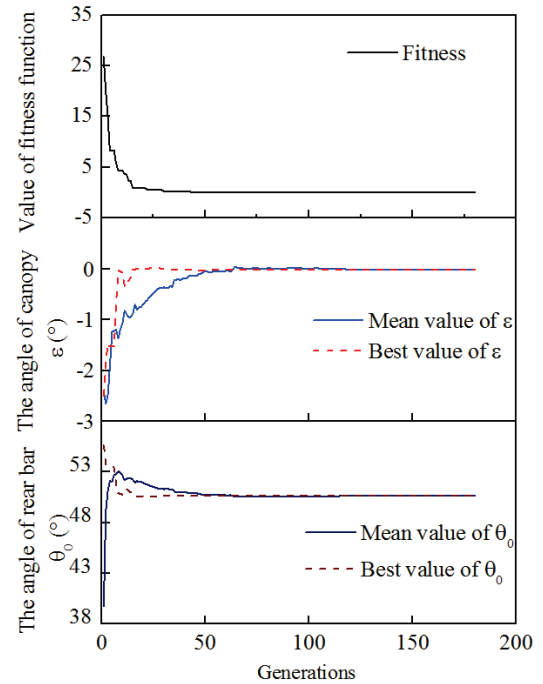 Value of fitness function
35
25
15
5
-5
Fitness
The angle of canopy
ε (°)
0
-1
-2
-3
Mean value of ε
Best value of ε
The angle of rear bar
θ₀ (°)
53
48
43
38
Mean value of θ₀
Best value of θ₀
0 50 100 150 200
Generations